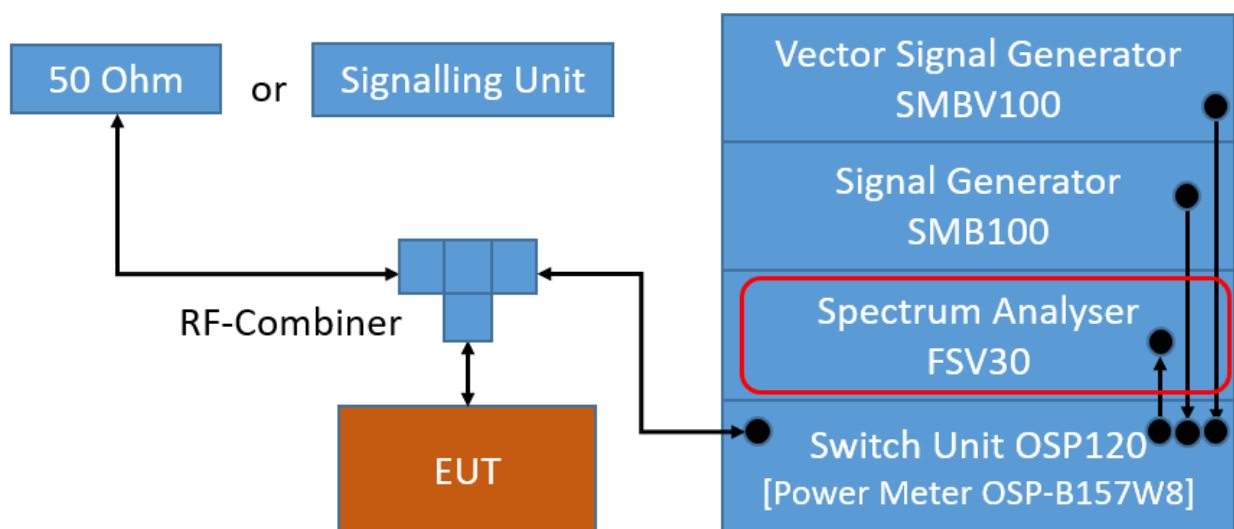 50 Ohm
or
Signalling Unit
RF-Combiner
EUT
Vector Signal Generator
SMBV100
Signal Generator
SMB100
Spectrum Analyser
FSV30
Switch Unit OSP120
[Power Meter OSP-B157W8]